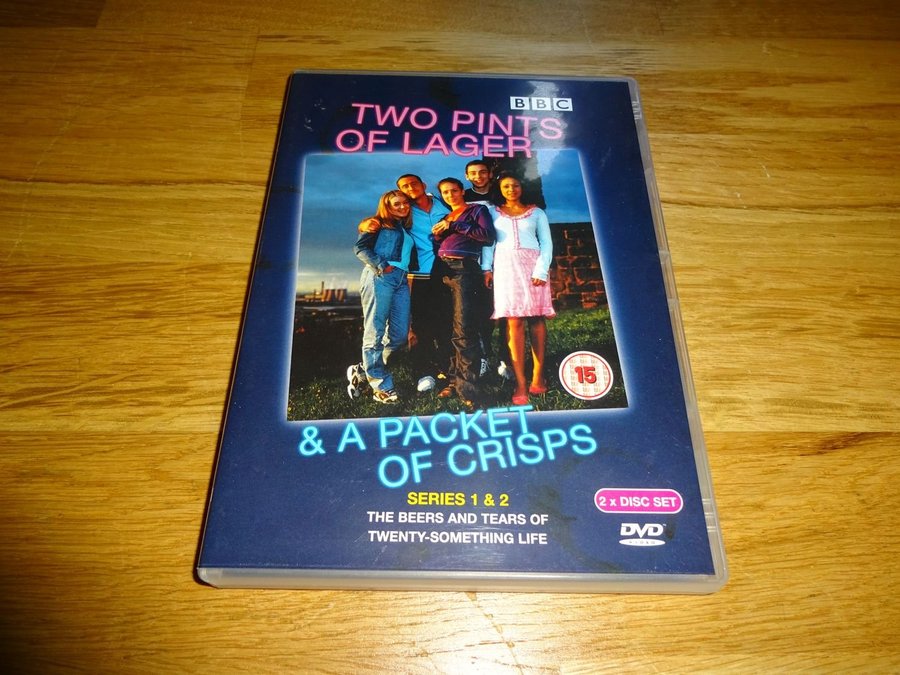 BBC
TWO PINTS
OF LAGER
15
& A PACKET
OF CRISPS
SERIES 1 & 2
THE BEERS AND TEARS OF
TWENTY-SOMETHING LIFE
2 x DISC SET
DVD
VIDEO